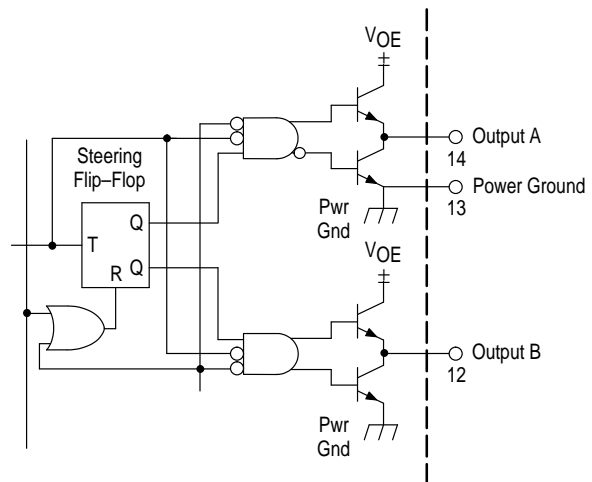 VOE
Output A
14
Steering
Flip–Flop
Power Ground
13
Q
Pwr
Gnd
T
VOE
R
Q
Output B
12
Pwr
Gnd